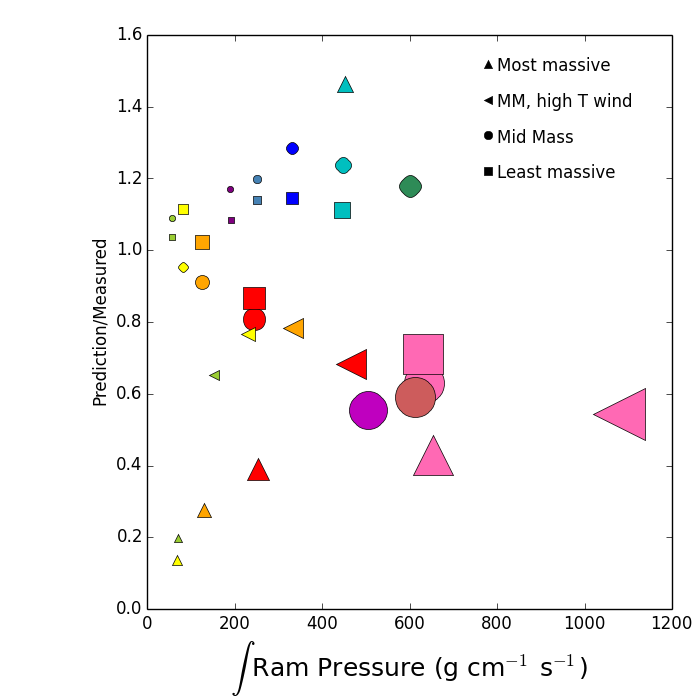 1.6
1.4
1.2
1.0
0.8
0.6
0.4
0.2
0.0
Prediction/Measured
Most massive
MM, high T wind
Mid Mass
Least massive
0 200 400 600 800 1000 1200
∫Ram Pressure (g cm⁻¹ s⁻¹)